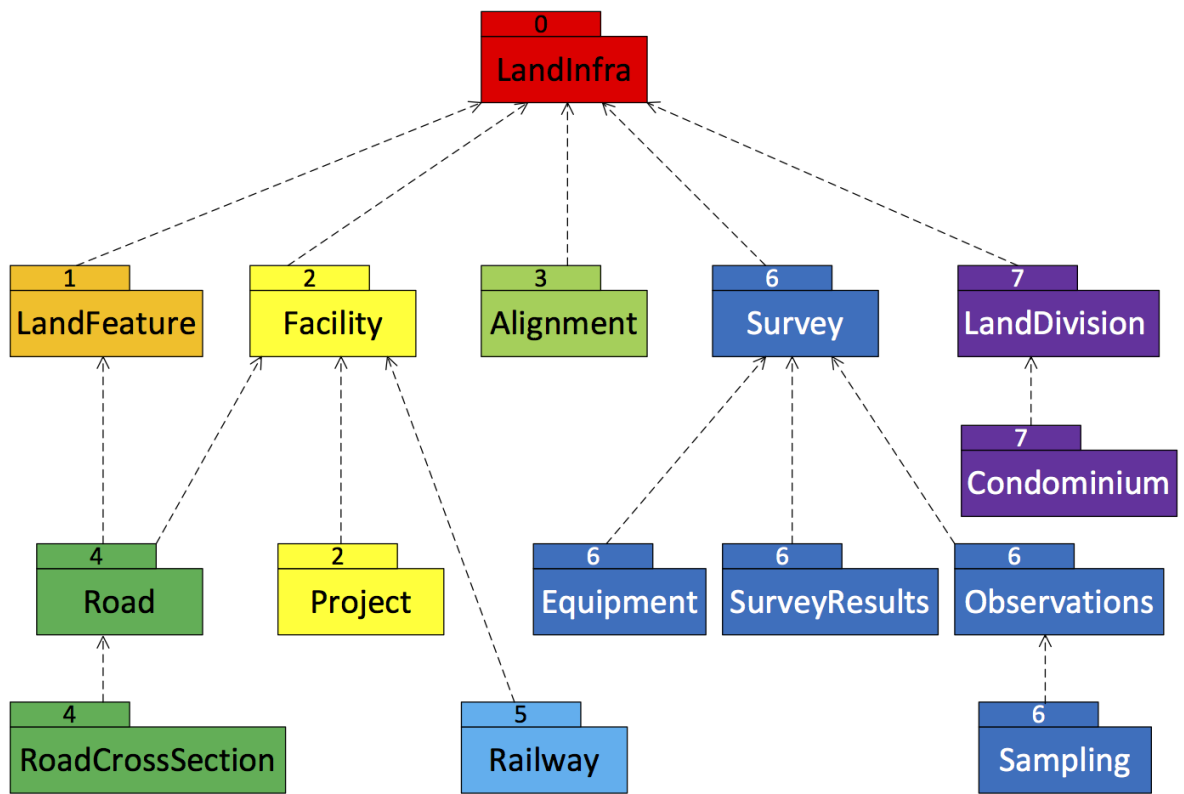 0
LandInfra
1
LandFeature
2
Facility
3
Alignment
6
Survey
7
LandDivision
7
Condominium
4
Road
2
Project
6
Equipment
6
SurveyResults
6
Observations
4
RoadCrossSection
5
Railway
6
Sampling